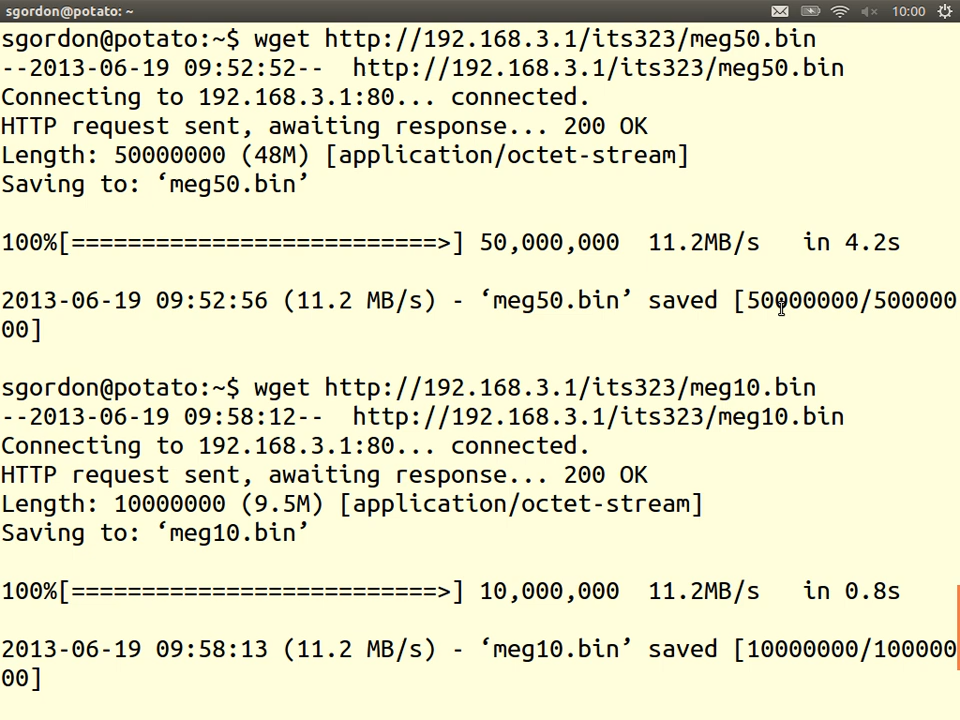 sgordon@potato: ~
10:00
sgordon@potato:~$ wget http://192.168.3.1/its323/meg50.bin
--2013-06-19 09:52:52--  http://192.168.3.1/its323/meg50.bin
Connecting to 192.168.3.1:80... connected.
HTTP request sent, awaiting response... 200 OK
Length: 50000000 (48M) [application/octet-stream]
Saving to: ‘meg50.bin’
100%[==========================>] 50,000,000  11.2MB/s   in 4.2s
2013-06-19 09:52:56 (11.2 MB/s) - ‘meg50.bin’ saved [50000000/500000
00]
sgordon@potato:~$ wget http://192.168.3.1/its323/meg10.bin
--2013-06-19 09:58:12--  http://192.168.3.1/its323/meg10.bin
Connecting to 192.168.3.1:80... connected.
HTTP request sent, awaiting response... 200 OK
Length: 10000000 (9.5M) [application/octet-stream]
Saving to: ‘meg10.bin’
100%[==========================>] 10,000,000  11.2MB/s   in 0.8s
2013-06-19 09:58:13 (11.2 MB/s) - ‘meg10.bin’ saved [10000000/100000
00]